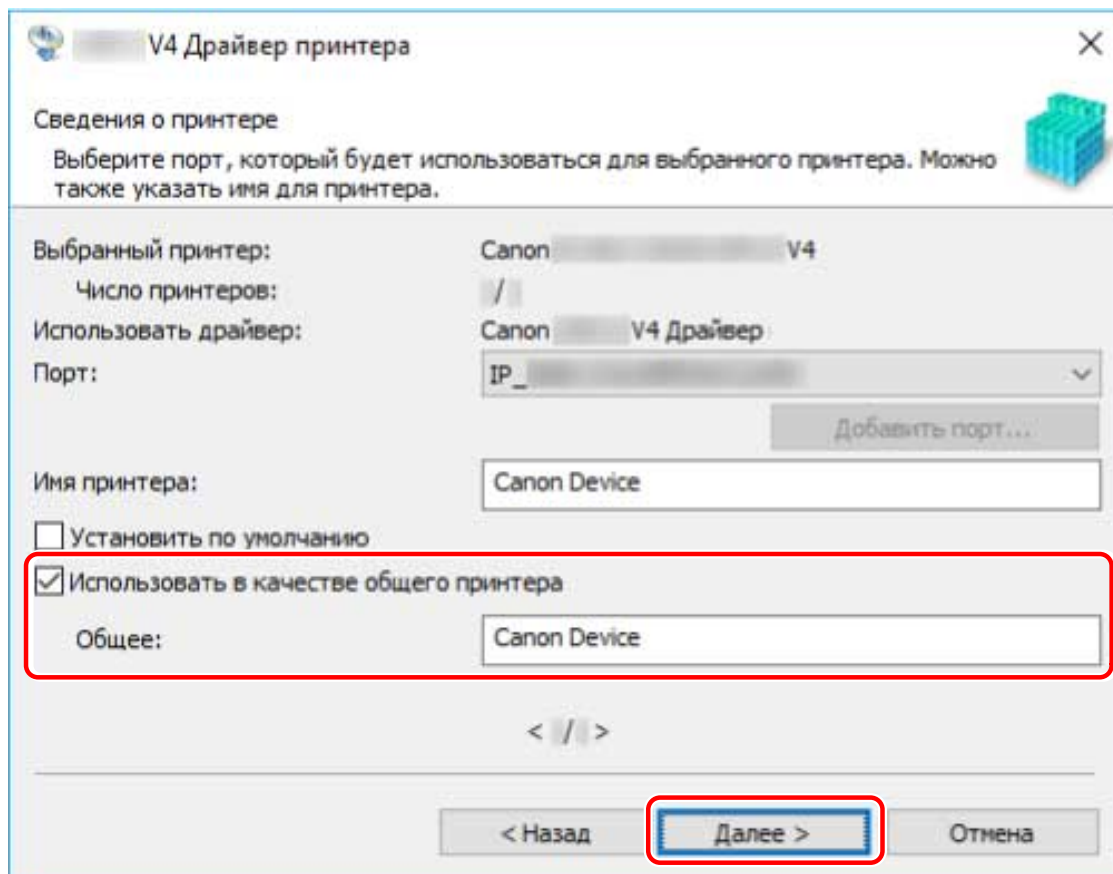 V4 Драйвер принтера
Сведения о принтере
Выберите порт, который будет использоваться для выбранного принтера. Можно
также указать имя для принтера.
Выбранный принтер: Canon V4
Число принтеров: /
Использовать драйвер: Canon V4 Драйвер
Порт: IP_
Добавить порт...
Имя принтера: Canon Device
Установить по умолчанию
Использовать в качестве общего принтера
Общее: Canon Device
< / >
< Назад Далее > Отмена